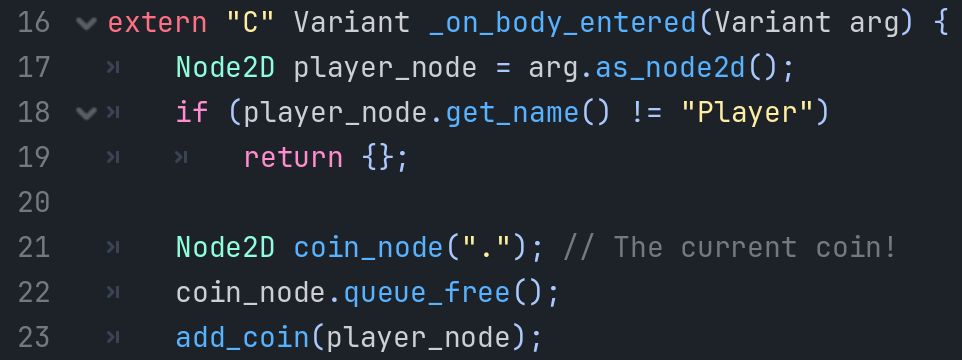 16 extern "C" Variant _on_body_entered(Variant arg) {
17 Node2D player_node = arg.as_node2d();
18 if (player_node.get_name() != "Player")
19 return {};
20
21 Node2D coin_node("."); // The current coin!
22 coin_node.queue_free();
23 add_coin(player_node);